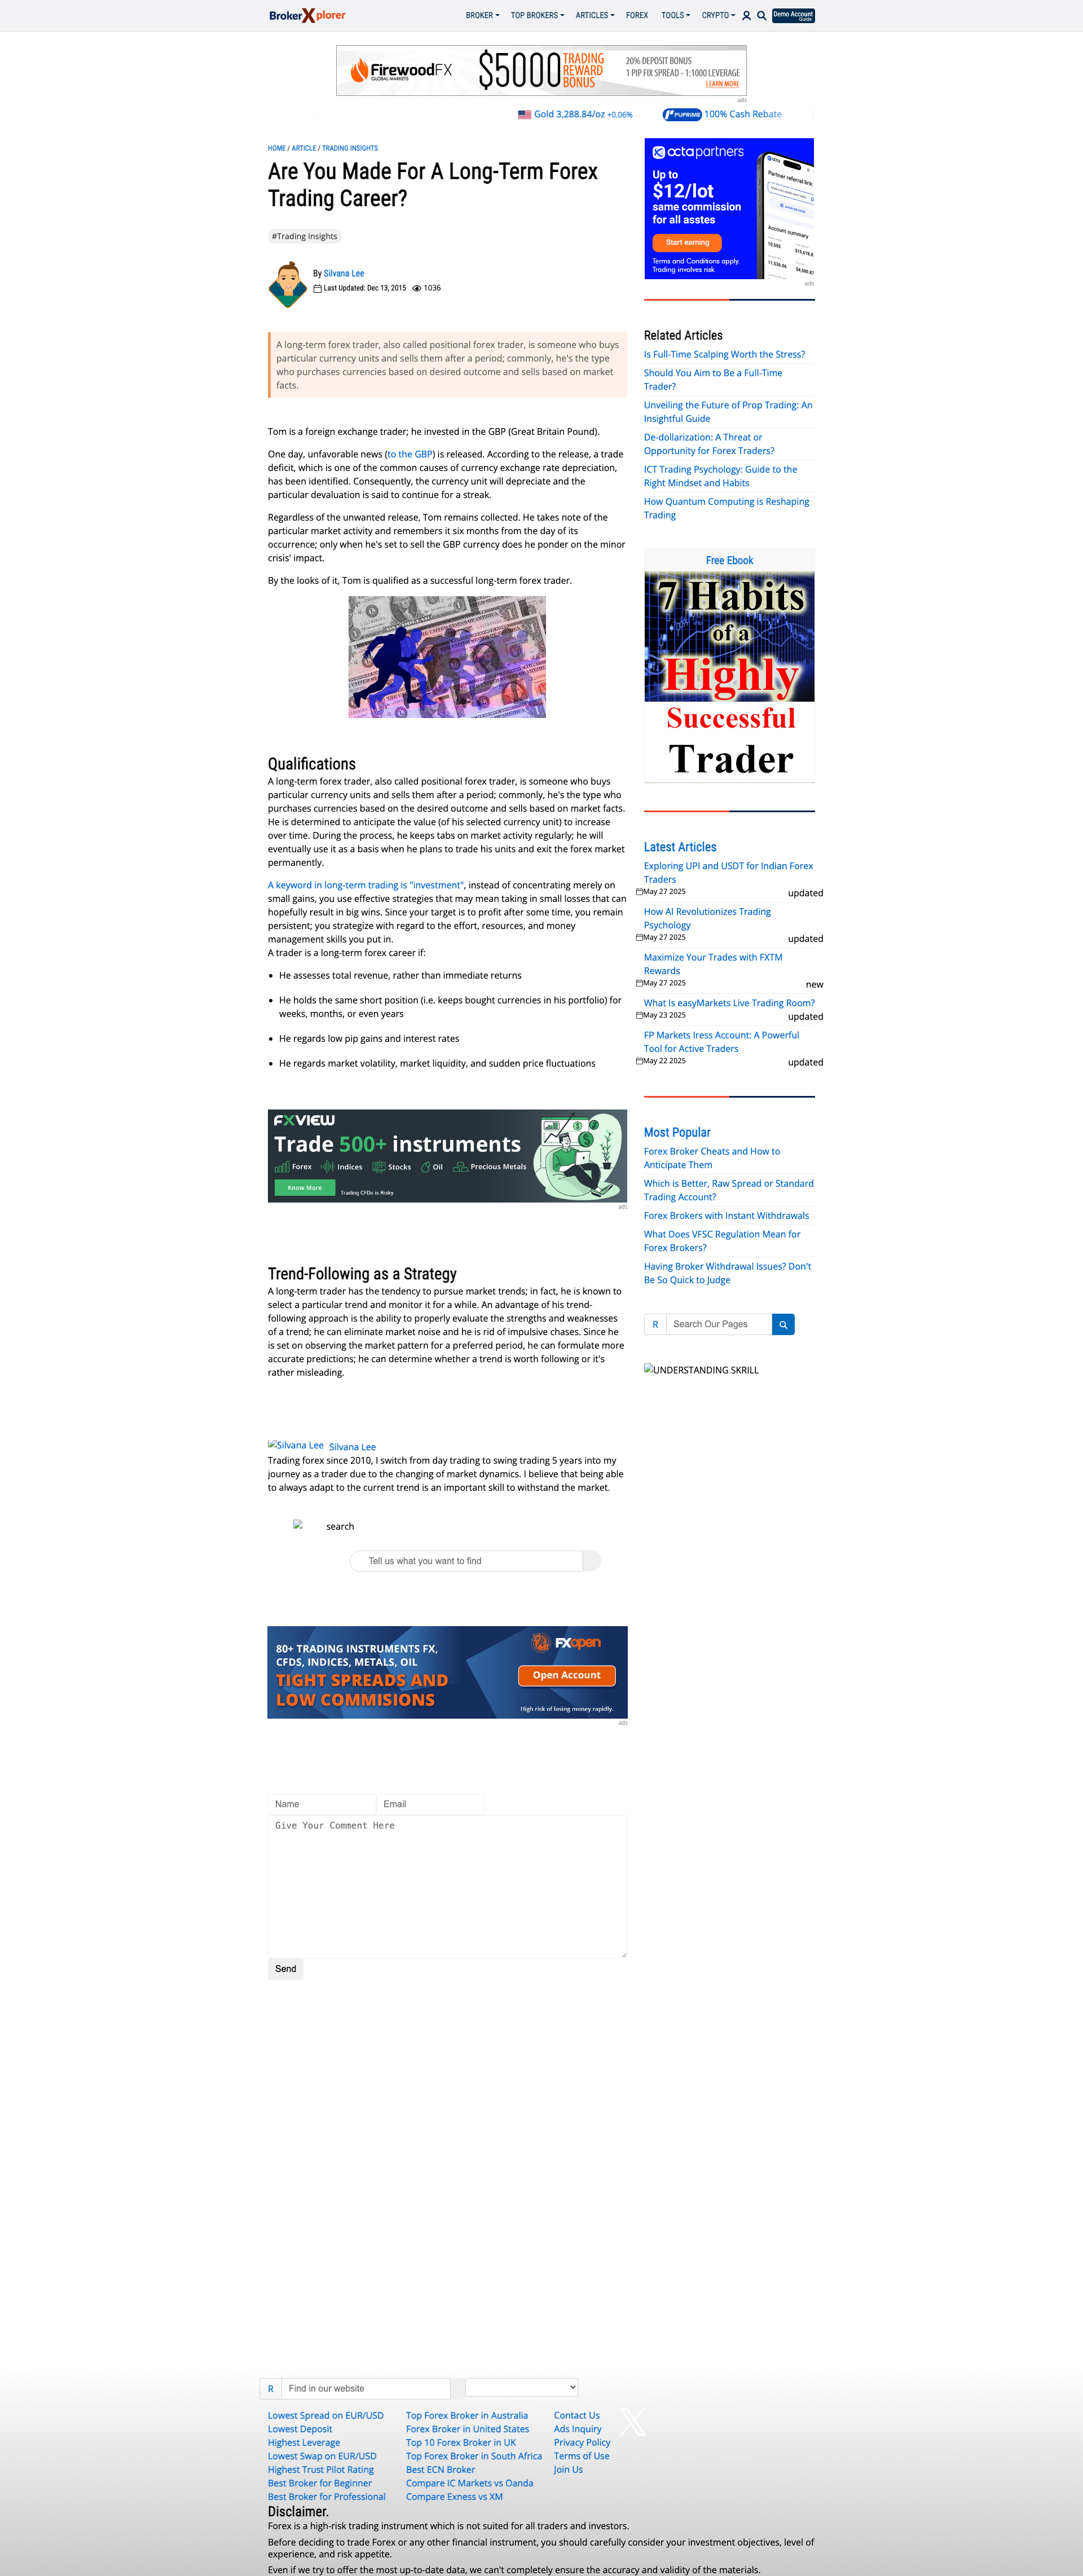 BrokerXplorer
BROKER TOP BROKERS ARTICLES FOREX TOOLS CRYPTO
Demo Account
Guide
FirewoodFX
GLOBAL MARKETS
$5000 TRADING
REWARD
BONUS
20% DEPOSIT BONUS
1 PIP FIX SPREAD - 1:1000 LEVERAGE
LEARN MORE
ads
Gold 3,288.84/oz +0.06%
PUPRIME 100% Cash Rebate
HOME / ARTICLE / TRADING INSIGHTS
Are You Made For A Long-Term Forex
Trading Career?
#Trading Insights
By Silvana Lee
Last Updated: Dec 13, 2015 1036
A long-term forex trader, also called positional forex trader, is someone who buys
particular currency units and sells them after a period; commonly, he's the type
who purchases currencies based on desired outcome and sells based on market
facts.
Tom is a foreign exchange trader; he is invested in the GBP (Great Britain Pound).
One day, unfavorable news (to the GBP) is released. According to the release, a trade
deficit, which is one of the common causes of currency exchange rate depreciation,
has been identified. Consequently, the currency unit will depreciate and the
particular devaluation is said to continue for a streak.
Regardless of the unwanted release, Tom remains collected. He takes note of the
particular market activity and remembers it six months from the day of its
occurrence; only when he's set to sell the GBP currency does he ponder on the minor
crisis' impact.
By the looks of it, Tom is qualified as a successful long-term forex trader.
Qualifications
A long-term forex trader, also called positional forex trader, is someone who buys
particular currency units and sells them after a period; commonly, he's the type who
purchases currencies based on the desired outcome and sells based on market facts.
He is determined to anticipate the value (of his selected currency unit) to increase
over time. During the process, he keeps tabs on market activity regularly; he will
eventually use it as a basis when he plans to trade his units and exit the forex market
permanently.
A keyword in long-term trading is "investment", instead of concentrating merely on
small gains, you use effective strategies that may mean taking in small losses that can
hopefully result in big wins. Since your target is to profit after some time, you remain
persistent; you strategize with regard to the effort, resources, and money
management skills you put in.
A trader is a long-term forex career if:
He assesses total revenue, rather than immediate returns
He holds the same short position (i.e. keeps bought currencies in his portfolio) for
weeks, months, or even years
He regards low pip gains and interest rates
He regards market volatility, market liquidity, and sudden price fluctuations
FXVIEW
Trade 500+ instruments
Forex Indices Stocks Oil Precious Metals
Know More
Trading CFDs is Risky
ads
Trend-Following as a Strategy
A long-term trader has the tendency to pursue market trends; in fact, he is known to
select a particular trend and monitor it for a while. An advantage of his trend-
following approach is the ability to properly evaluate the strengths and weaknesses
of a trend; he can eliminate market noise and he is rid of impulsive chases. Since he
is set on observing the market pattern for a preferred period, he can formulate more
accurate predictions; he can determine whether a trend is worth following or it's
rather misleading.
Silvana Lee Silvana Lee
Trading forex since 2010, I switch from day trading to swing trading 5 years into my
journey as a trader due to the changing of market dynamics. I believe that being able
to always adapt to the current trend is an important skill to withstand the market.
search
Tell us what you want to find
80+ TRADING INSTRUMENTS FX,
CFDS, INDICES, METALS, OIL
TIGHT SPREADS AND
LOW COMMISIONS
FXopen
Open Account
High risk of losing money rapidly.
ads
Name Email
Give Your Comment Here
Send
octa partners
Up to
$12/lot
same commission
for all asstes
Start earning
Terms and Conditions apply.
Trading involves risk
octa
Partner referral link
Account summary
ads
Related Articles
Is Full-Time Scalping Worth the Stress?
Should You Aim to Be a Full-Time
Trader?
Unveiling the Future of Prop Trading: An
Insightful Guide
De-dollarization: A Threat or
Opportunity for Forex Traders?
ICT Trading Psychology: Guide to the
Right Mindset and Habits
How Quantum Computing is Reshaping
Trading
Free Ebook
7 Habits
of a
Highly
Successful
Trader
Latest Articles
Exploring UPI and USDT for Indian Forex
Traders
May 27 2025 updated
How AI Revolutionizes Trading
Psychology
May 27 2025 updated
Maximize Your Trades with FXTM
Rewards
May 27 2025 new
What Is easyMarkets Live Trading Room?
May 23 2025 updated
FP Markets Iress Account: A Powerful
Tool for Active Traders
May 22 2025 updated
Most Popular
Forex Broker Cheats and How to
Anticipate Them
Which is Better, Raw Spread or Standard
Trading Account?
Forex Brokers with Instant Withdrawals
What Does VFSC Regulation Mean for
Forex Brokers?
Having Broker Withdrawal Issues? Don't
Be So Quick to Judge
R Search Our Pages
UNDERSTANDING SKRILL
R Find in our website
Lowest Spread on EUR/USD
Lowest Deposit
Highest Leverage
Lowest Swap on EUR/USD
Highest Trust Pilot Rating
Best Broker for Beginner
Best Broker for Professional
Top Forex Broker in Australia
Forex Broker in United States
Top 10 Forex Broker in UK
Top Forex Broker in South Africa
Best ECN Broker
Compare IC Markets vs Oanda
Compare Exness vs XM
Contact Us
Ads Inquiry
Privacy Policy
Terms of Use
Join Us
Disclaimer.
Forex is a high-risk trading instrument which is not suited for all traders and investors.
Before deciding to trade Forex or any other financial instrument, you should carefully consider your investment objectives, level of
experience, and risk appetite.
Even if we try to offer the most up-to-date data, we can't completely ensure the accuracy and validity of the materials.